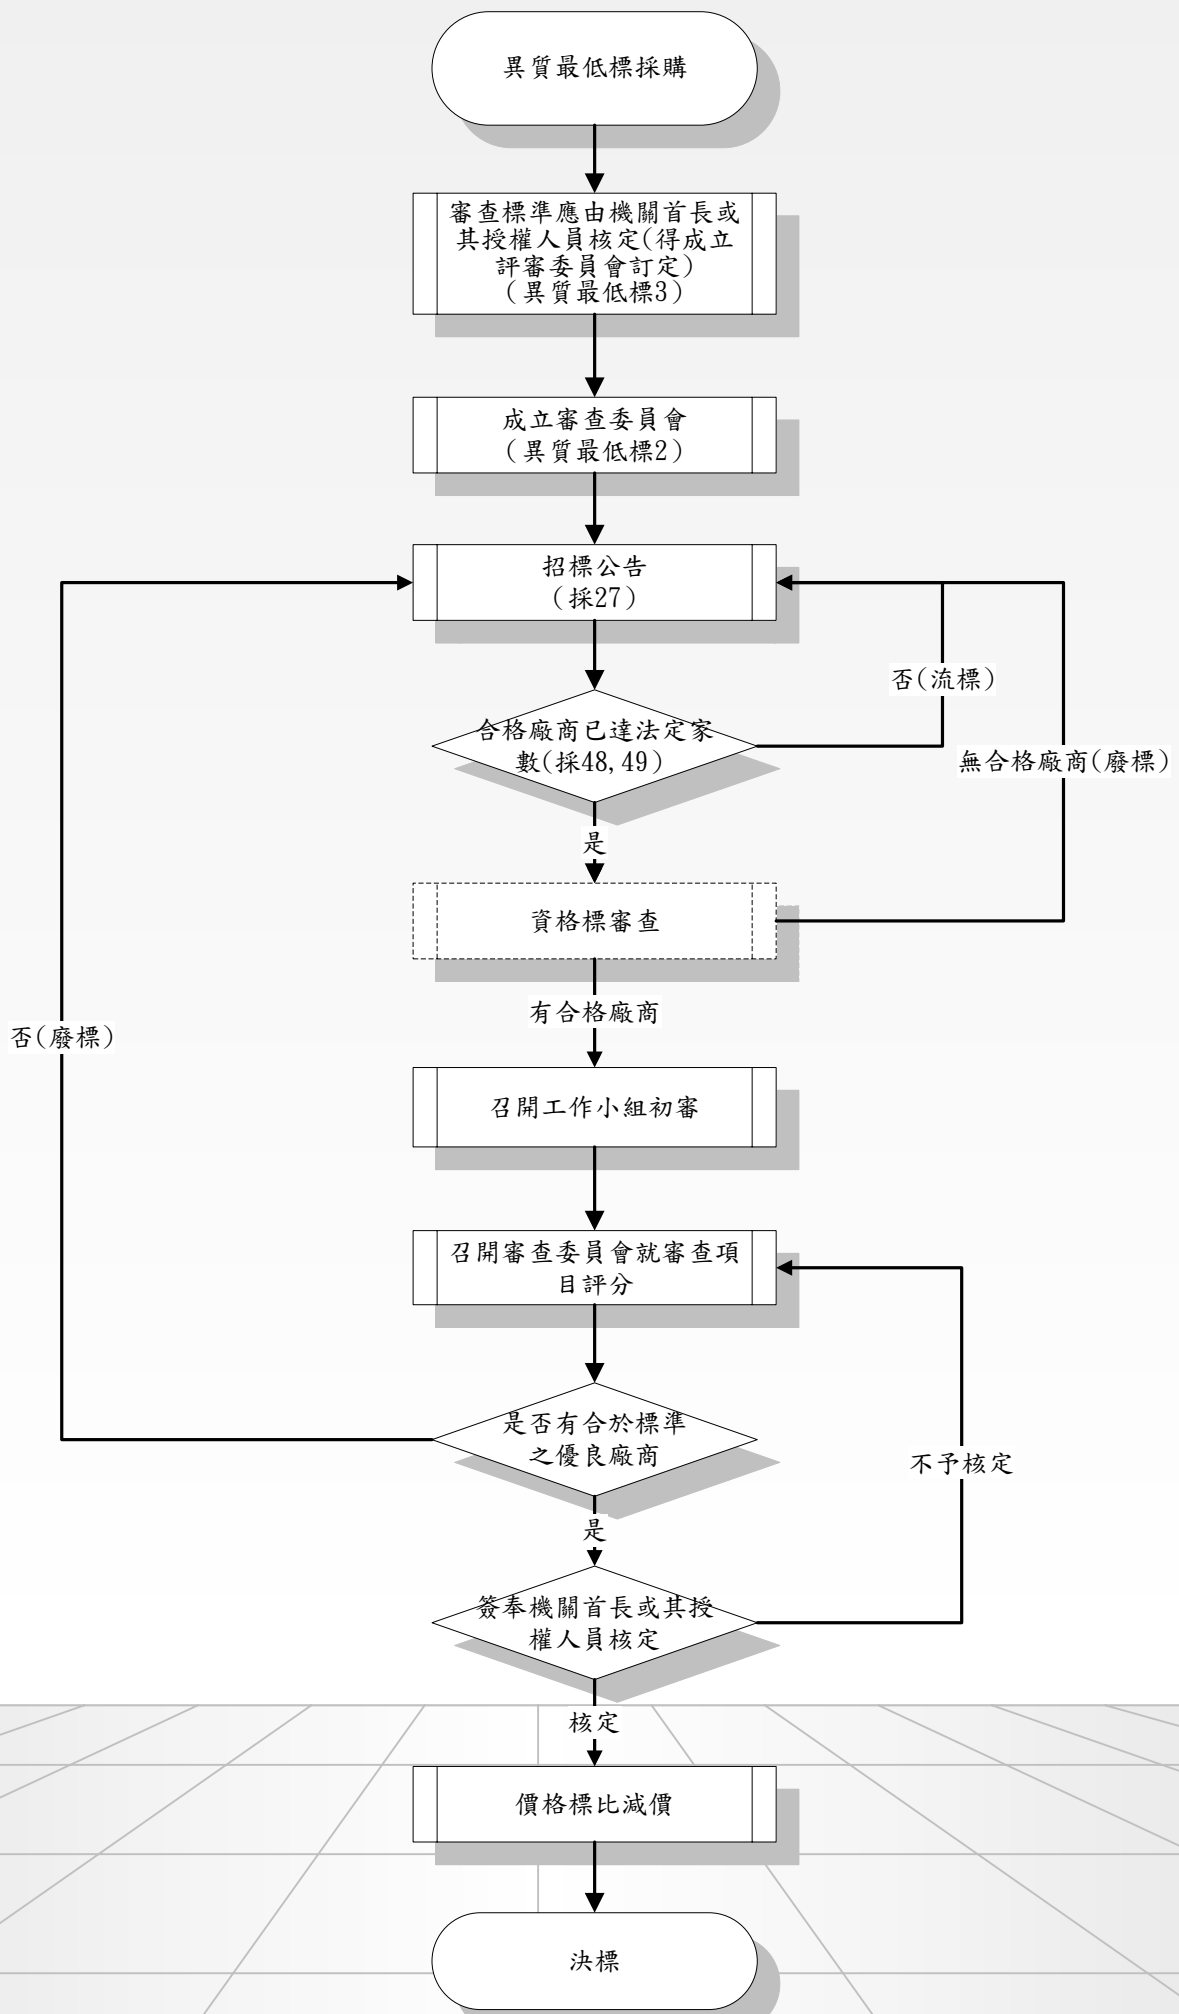 異質最低標採購
審查標準應由機關首長或
其授權人員核定(得成立
評審委員會訂定)
(異質最低標3)
成立審查委員會
(異質最低標2)
招標公告
(採27)
否(流標)
合格廠商已達法定家
數(採48,49)
無合格廠商(廢標)
是
資格標審查
有合格廠商
否(廢標)
召開工作小組初審
召開審查委員會就審查項
目評分
是否有合於標準
之優良廠商
不予核定
是
簽奉機關首長或其授
權人員核定
核定
價格標比減價
決標